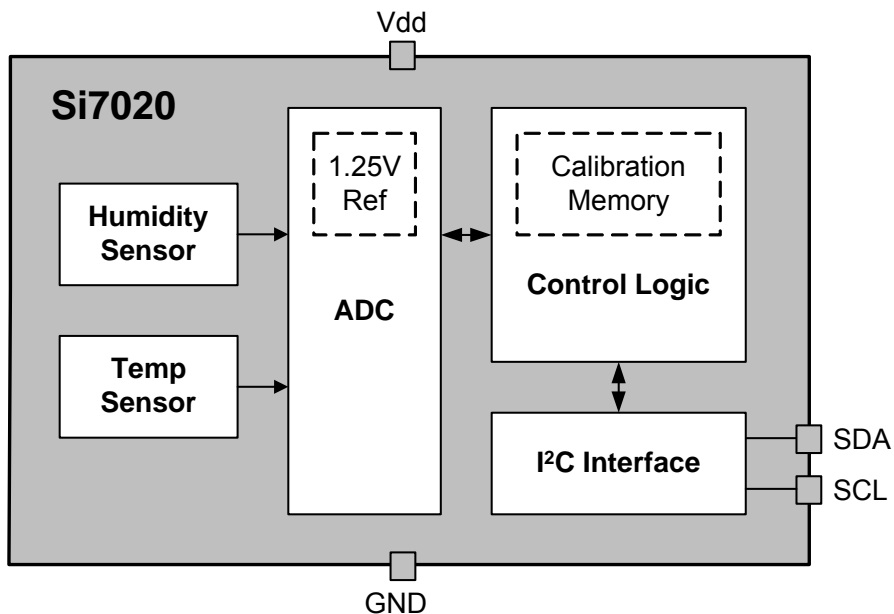 Vdd
Si7020
1.25V
Ref
Calibration
Memory
Humidity
Sensor
ADC
Control Logic
Temp
Sensor
I²C Interface
SDA
SCL
GND